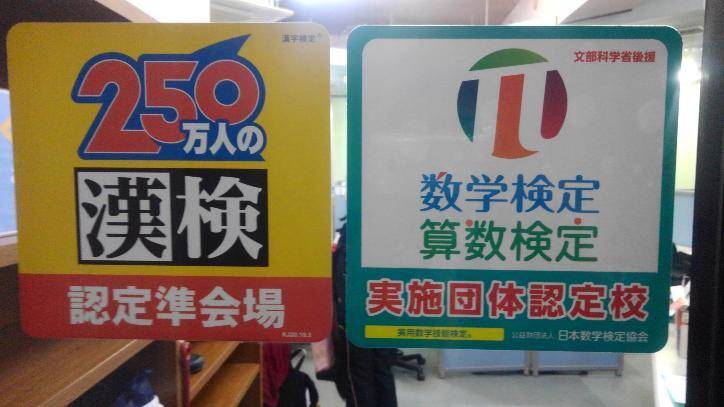 漢字検定®
250
万人の
漢検
認定準会場
文部科学省後援
数学検定
算数検定
実施団体認定校
実用数学技能検定®
公益財団法人 日本数学検定協会